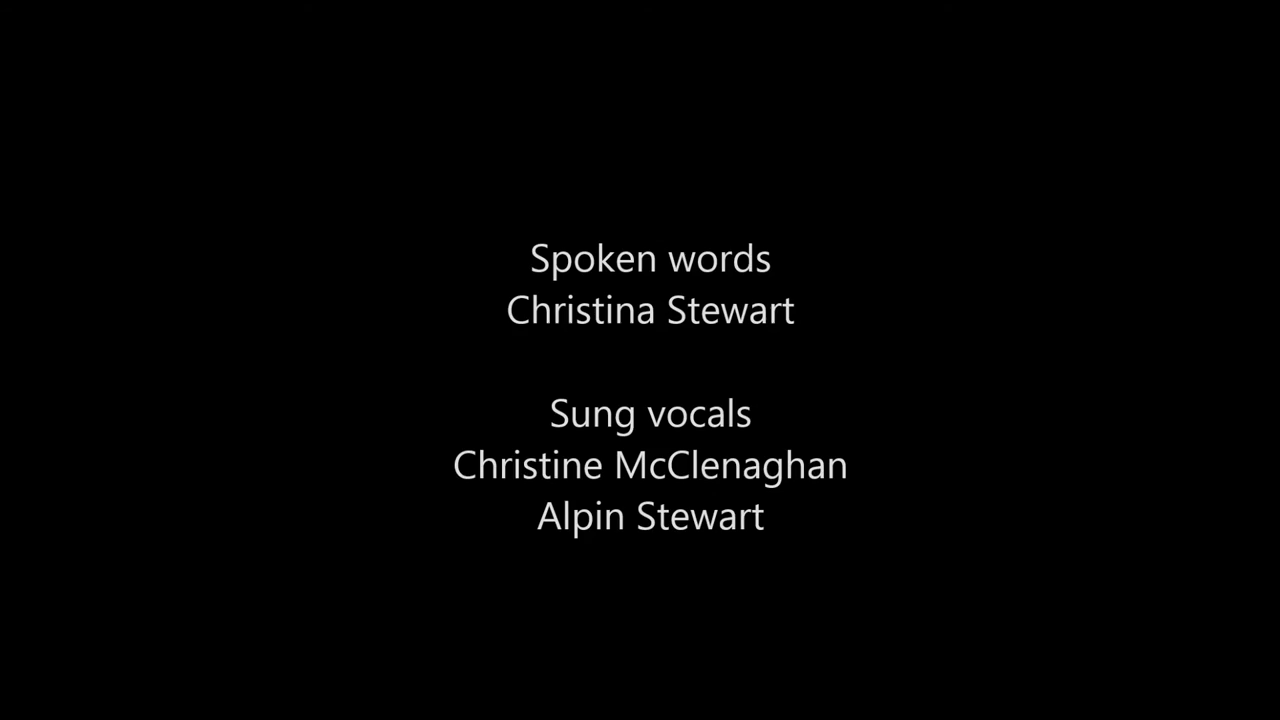 Spoken words
Christina Stewart
Sung vocals
Christine McClenaghan
Alpin Stewart